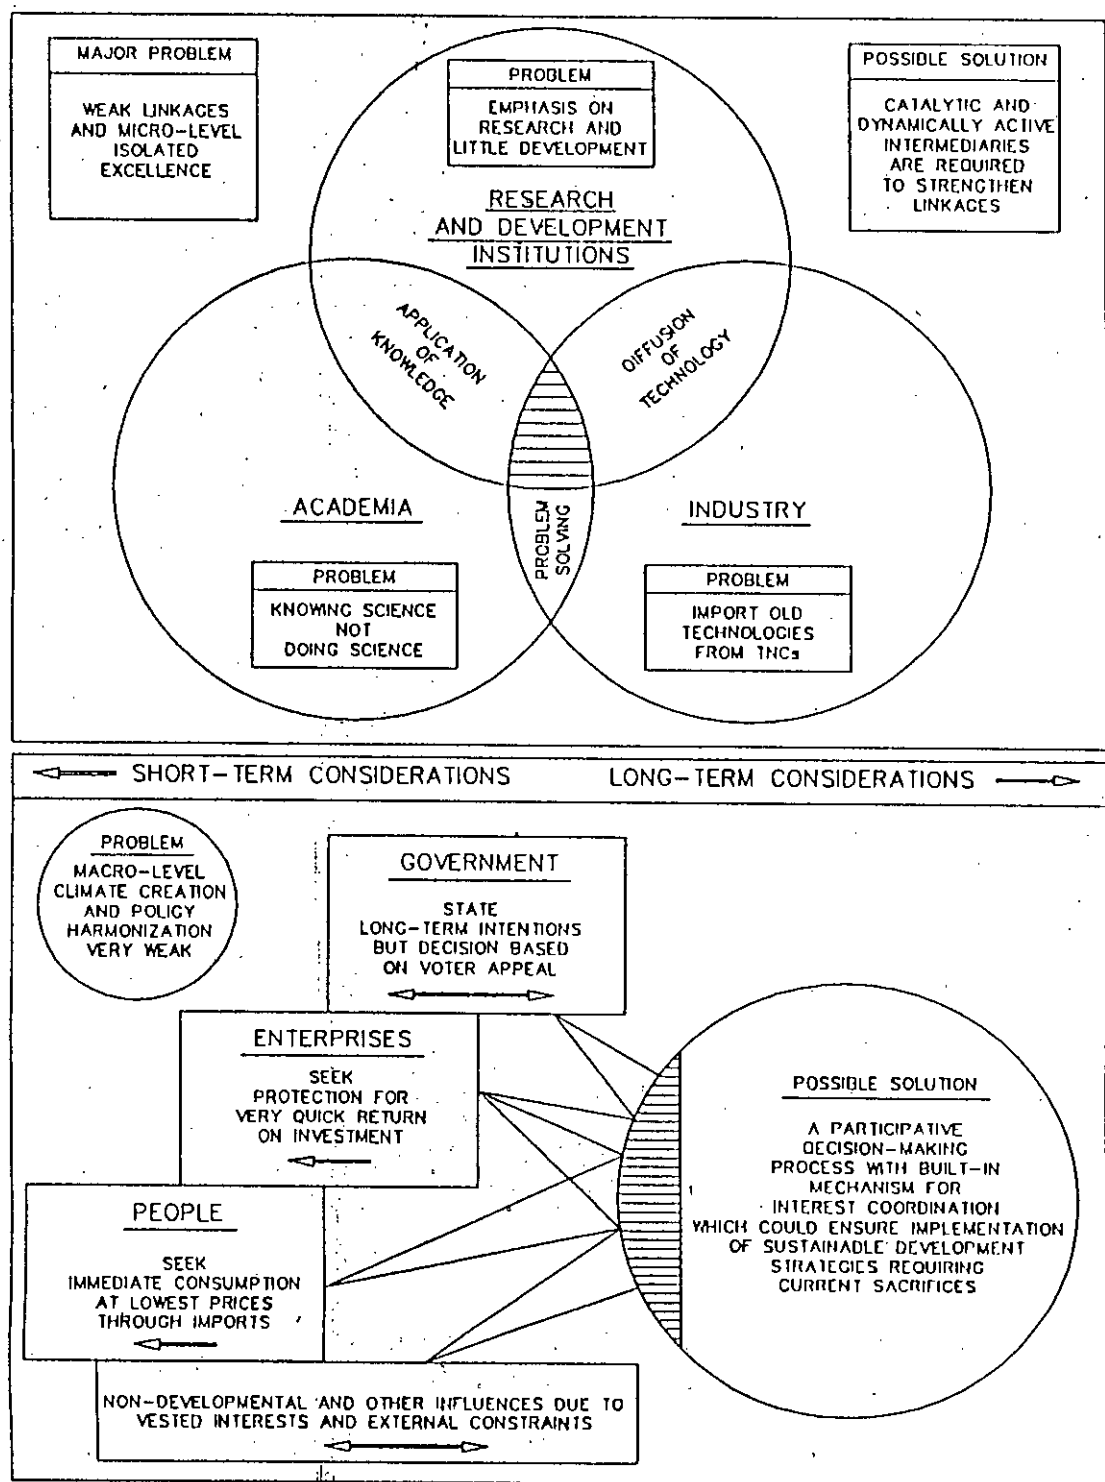 MAJOR PROBLEM
WEAK LINKAGES
AND MICRO-LEVEL
ISOLATED
EXCELLENCE
PROBLEM
EMPHASIS ON
RESEARCH AND
LITTLE DEVELOPMENT
POSSIBLE SOLUTION
CATALYTIC AND
DYNAMICALLY ACTIVE
INTERMEDIARIES
ARE REQUIRED
TO STRENGTHEN
LINKAGES
RESEARCH
AND DEVELOPMENT
INSTITUTIONS
APPLICATION
OF
KNOWLEDGE
DIFFUSION
OF
TECHNOLOGY
ACADEMIA
PROBLEM
SOLVING
INDUSTRY
PROBLEM
KNOWING SCIENCE
NOT
DOING SCIENCE
PROBLEM
IMPORT OLD
TECHNOLOGIES
FROM TNCs
SHORT-TERM CONSIDERATIONS
LONG-TERM CONSIDERATIONS
PROBLEM
MACRO-LEVEL
CLIMATE CREATION
AND POLICY
HARMONIZATION
VERY WEAK
GOVERNMENT
STATE
LONG-TERM INTENTIONS
BUT DECISION BASED
ON VOTER APPEAL
ENTERPRISES
SEEK
PROTECTION FOR
VERY QUICK RETURN
ON INVESTMENT
PEOPLE
SEEK
IMMEDIATE CONSUMPTION
AT LOWEST PRICES
THROUGH IMPORTS
NON-DEVELOPMENTAL AND OTHER INFLUENCES DUE TO
VESTED INTERESTS AND EXTERNAL CONSTRAINTS
POSSIBLE SOLUTION
A PARTICIPATIVE
DECISION-MAKING
PROCESS WITH BUILT-IN
MECHANISM FOR
INTEREST COORDINATION
WHICH COULD ENSURE IMPLEMENTATION
OF SUSTAINABLE DEVELOPMENT
STRATEGIES REQUIRING
CURRENT SACRIFICES